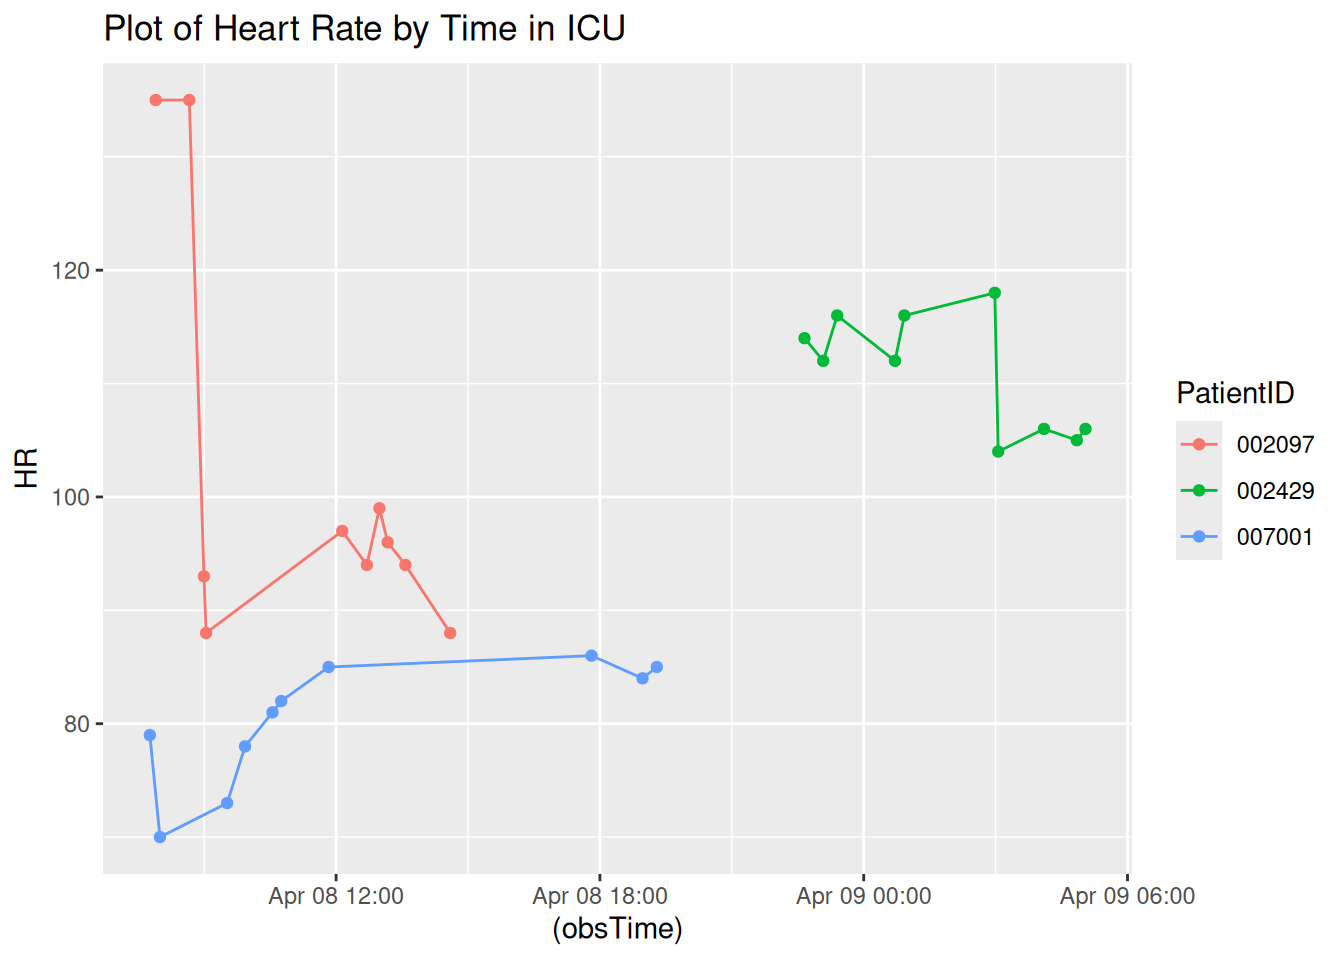 Plot of Heart Rate by Time in ICU
HR
120
100
80
Apr 08 12:00
Apr 08 18:00
Apr 09 00:00
Apr 09 06:00
(obsTime)
PatientID
002097
002429
007001